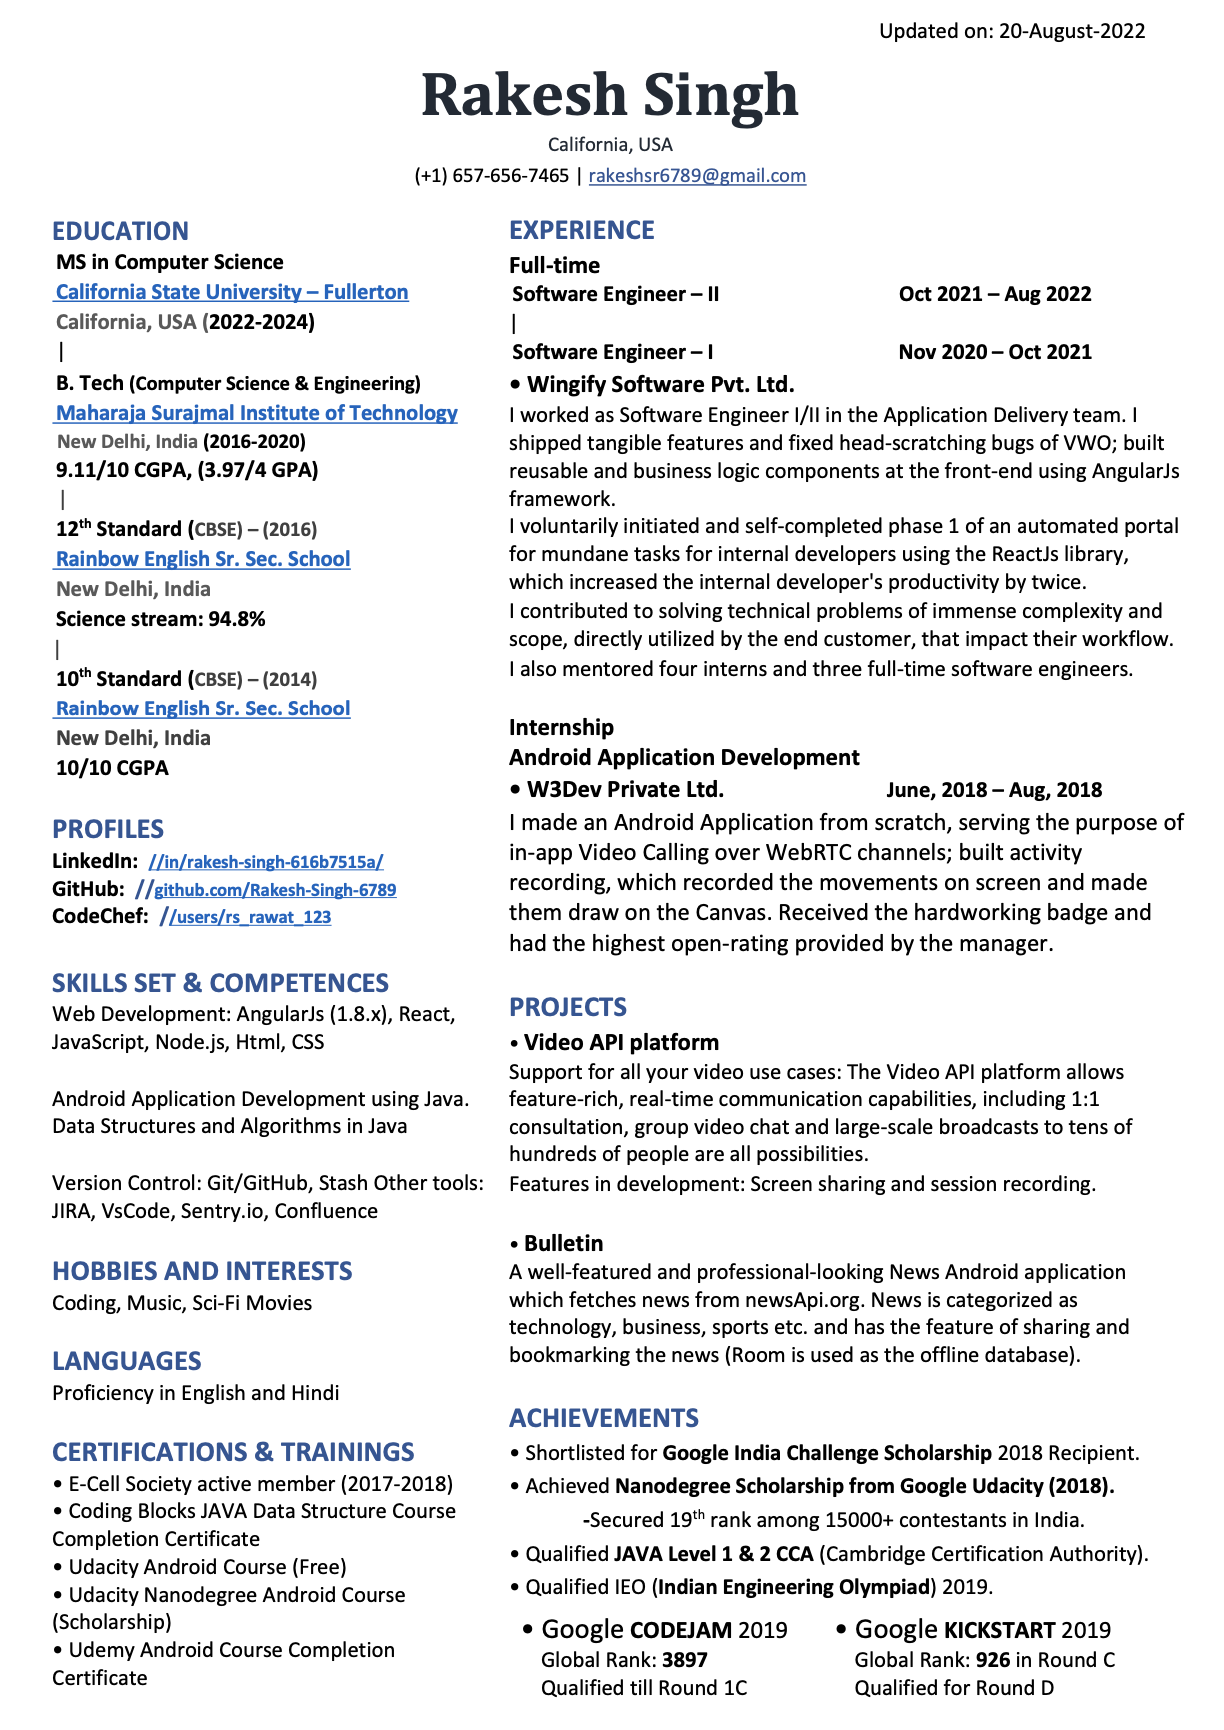 Updated on: 20-August-2022
Rakesh Singh
California, USA
(+1) 657-656-7465 | rakeshsr6789@gmail.com
EDUCATION
MS in Computer Science
California State University – Fullerton
California, USA (2022-2024)
|
B. Tech (Computer Science & Engineering)
Maharaja Surajmal Institute of Technology
New Delhi, India (2016-2020)
9.11/10 CGPA, (3.97/4 GPA)
|
12th Standard (CBSE) – (2016)
Rainbow English Sr. Sec. School
New Delhi, India
Science stream: 94.8%
|
10th Standard (CBSE) – (2014)
Rainbow English Sr. Sec. School
New Delhi, India
10/10 CGPA
PROFILES
LinkedIn: //in/rakesh-singh-616b7515a/
GitHub: //github.com/Rakesh-Singh-6789
CodeChef: //users/rs_rawat_123
SKILLS SET & COMPETENCES
Web Development: AngularJs (1.8.x), React,
JavaScript, Node.js, Html, CSS
Android Application Development using Java.
Data Structures and Algorithms in Java
Version Control: Git/GitHub, Stash Other tools:
JIRA, VsCode, Sentry.io, Confluence
HOBBIES AND INTERESTS
Coding, Music, Sci-Fi Movies
LANGUAGES
Proficiency in English and Hindi
CERTIFICATIONS & TRAININGS
• E-Cell Society active member (2017-2018)
• Coding Blocks JAVA Data Structure Course
Completion Certificate
• Udacity Android Course (Free)
• Udacity Nanodegree Android Course
(Scholarship)
• Udemy Android Course Completion
Certificate
EXPERIENCE
Full-time
Software Engineer – II Oct 2021 – Aug 2022
|
Software Engineer – I Nov 2020 – Oct 2021
• Wingify Software Pvt. Ltd.
I worked as Software Engineer I/II in the Application Delivery team. I
shipped tangible features and fixed head-scratching bugs of VWO; built
reusable and business logic components at the front-end using AngularJs
framework.
I voluntarily initiated and self-completed phase 1 of an automated portal
for mundane tasks for internal developers using the ReactJs library,
which increased the internal developer's productivity by twice.
I contributed to solving technical problems of immense complexity and
scope, directly utilized by the end customer, that impact their workflow.
I also mentored four interns and three full-time software engineers.
Internship
Android Application Development
• W3Dev Private Ltd. June, 2018 – Aug, 2018
I made an Android Application from scratch, serving the purpose of
in-app Video Calling over WebRTC channels; built activity
recording, which recorded the movements on screen and made
them draw on the Canvas. Received the hardworking badge and
had the highest open-rating provided by the manager.
PROJECTS
• Video API platform
Support for all your video use cases: The Video API platform allows
feature-rich, real-time communication capabilities, including 1:1
consultation, group video chat and large-scale broadcasts to tens of
hundreds of people are all possibilities.
Features in development: Screen sharing and session recording.
• Bulletin
A well-featured and professional-looking News Android application
which fetches news from newsApi.org. News is categorized as
technology, business, sports etc. and has the feature of sharing and
bookmarking the news (Room is used as the offline database).
ACHIEVEMENTS
• Shortlisted for Google India Challenge Scholarship 2018 Recipient.
• Achieved Nanodegree Scholarship from Google Udacity (2018).
-Secured 19th rank among 15000+ contestants in India.
• Qualified JAVA Level 1 & 2 CCA (Cambridge Certification Authority).
• Qualified IEO (Indian Engineering Olympiad) 2019.
• Google CODEJAM 2019
Global Rank: 3897
Qualified till Round 1C
• Google KICKSTART 2019
Global Rank: 926 in Round C
Qualified for Round D